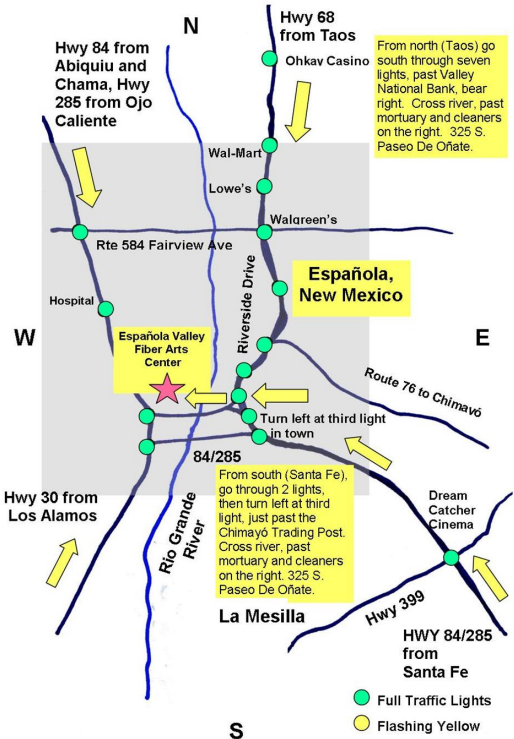 N
Hwy 84 from
Abiquiu and
Chama, Hwy
285 from Ojo
Caliente
Hwy 68
from Taos
Ohkav Casino
From north (Taos) go
south through seven
lights, past Valley
National Bank, bear
right. Cross river, past
mortuary and cleaners
on the right. 325 S.
Paseo De Oñate.
Wal-Mart
Lowe's
Walgreen's
Rte 584 Fairview Ave
Española,
New Mexico
Hospital
Riverside Drive
W
E
Española Valley
Fiber Arts
Center
Route 76 to Chimavó
Turn left at third light
in town
84/285
From south (Santa Fe),
go through 2 lights,
then turn left at third
light, just past the
Chimayó Trading Post.
Cross river, past
mortuary and cleaners
on the right. 325 S.
Paseo De Oñate.
Hwy 30 from
Los Alamos
Rio Grande
River
Dream
Catcher
Cinema
La Mesilla
Hwy 399
HWY 84/285
from
Santa Fe
Full Traffic Lights
Flashing Yellow
S